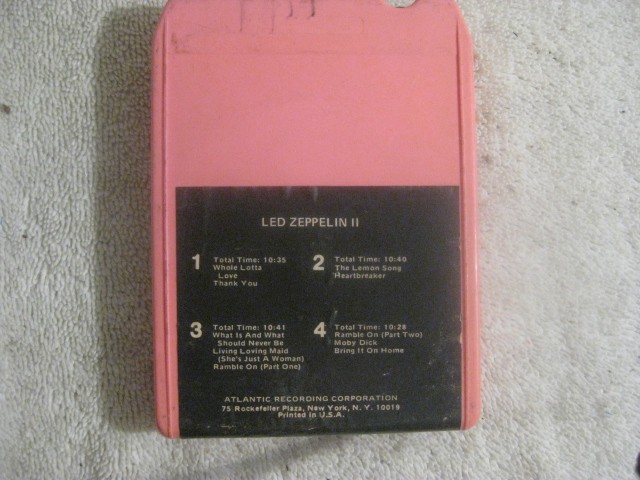 LED ZEPPELIN II
1
Total Time: 10:35
Whole Lotta
Love
Thank You
2
Total Time: 10:40
The Lemon Song
Heartbreaker
3
Total Time: 10:41
What Is And What
Should Never Be
Living Loving Maid
(She's Just A Woman)
Ramble On (Part One)
4
Total Time: 10:28
Ramble On (Part Two)
Moby Dick
Bring It On Home
ATLANTIC RECORDING CORPORATION
75 Rockefeller Plaza, New York, N. Y. 10019
Printed in U.S.A.